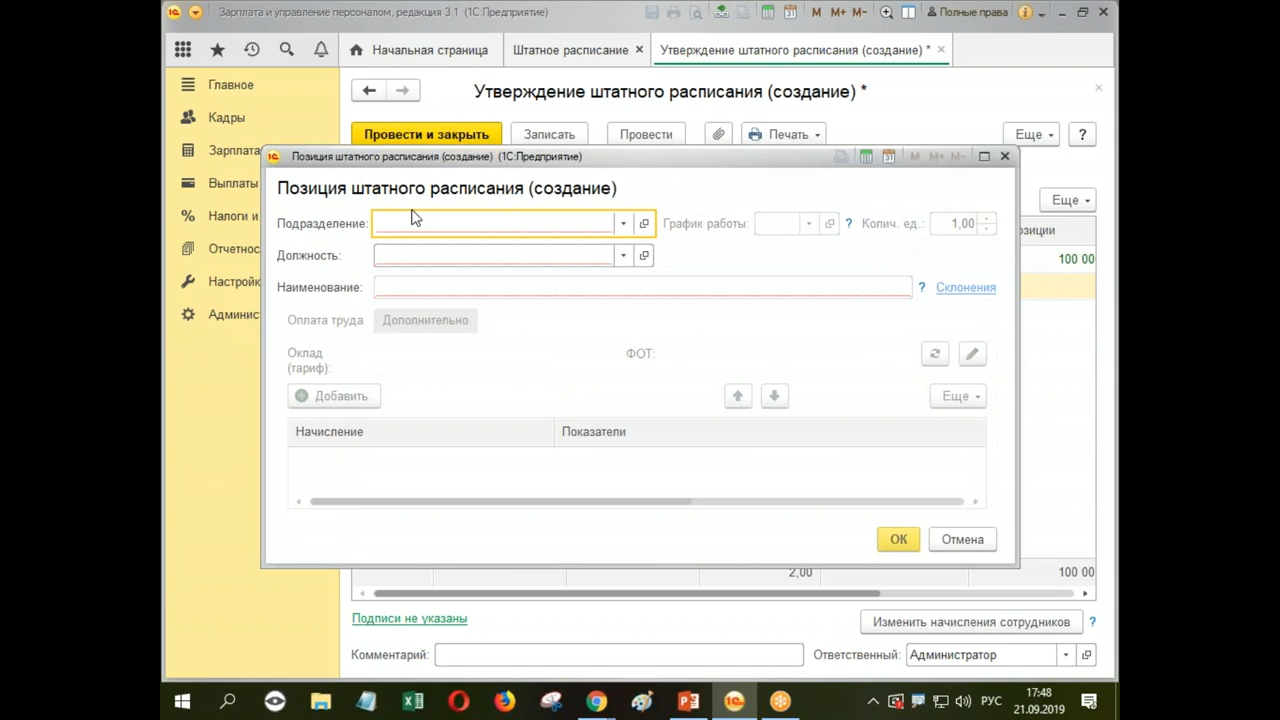 Зарплата и управление персоналом, редакция 3.1 (1С:Предприятие)
M M+ M- Полные права
Начальная страница
Штатное расписание
Утверждение штатного расписания (создание) *
Главное
Кадры
Зарплата
Выплаты
Налоги и
Отчетнос
Настройк
Админис
Утверждение штатного расписания (создание) *
Провести и закрыть
Записать
Провести
Печать
Еще
?
Еще
озиции
100 00
Позиция штатного расписания (создание) (1С:Предприятие)
M M+ M-
Позиция штатного расписания (создание)
Подразделение:
График работы:
?
Колич. ед.:
1,00
Должность:
Наименование:
?
Склонения
Оплата труда
Дополнительно
Оклад
(тариф):
ФОТ:
Добавить
Еще
Начисление
Показатели
ОК
Отмена
2,00
100 00
Подписи не указаны
Изменить начисления сотрудников
?
Комментарий:
Ответственный:
Администратор
РУС
17:48
21.09.2019